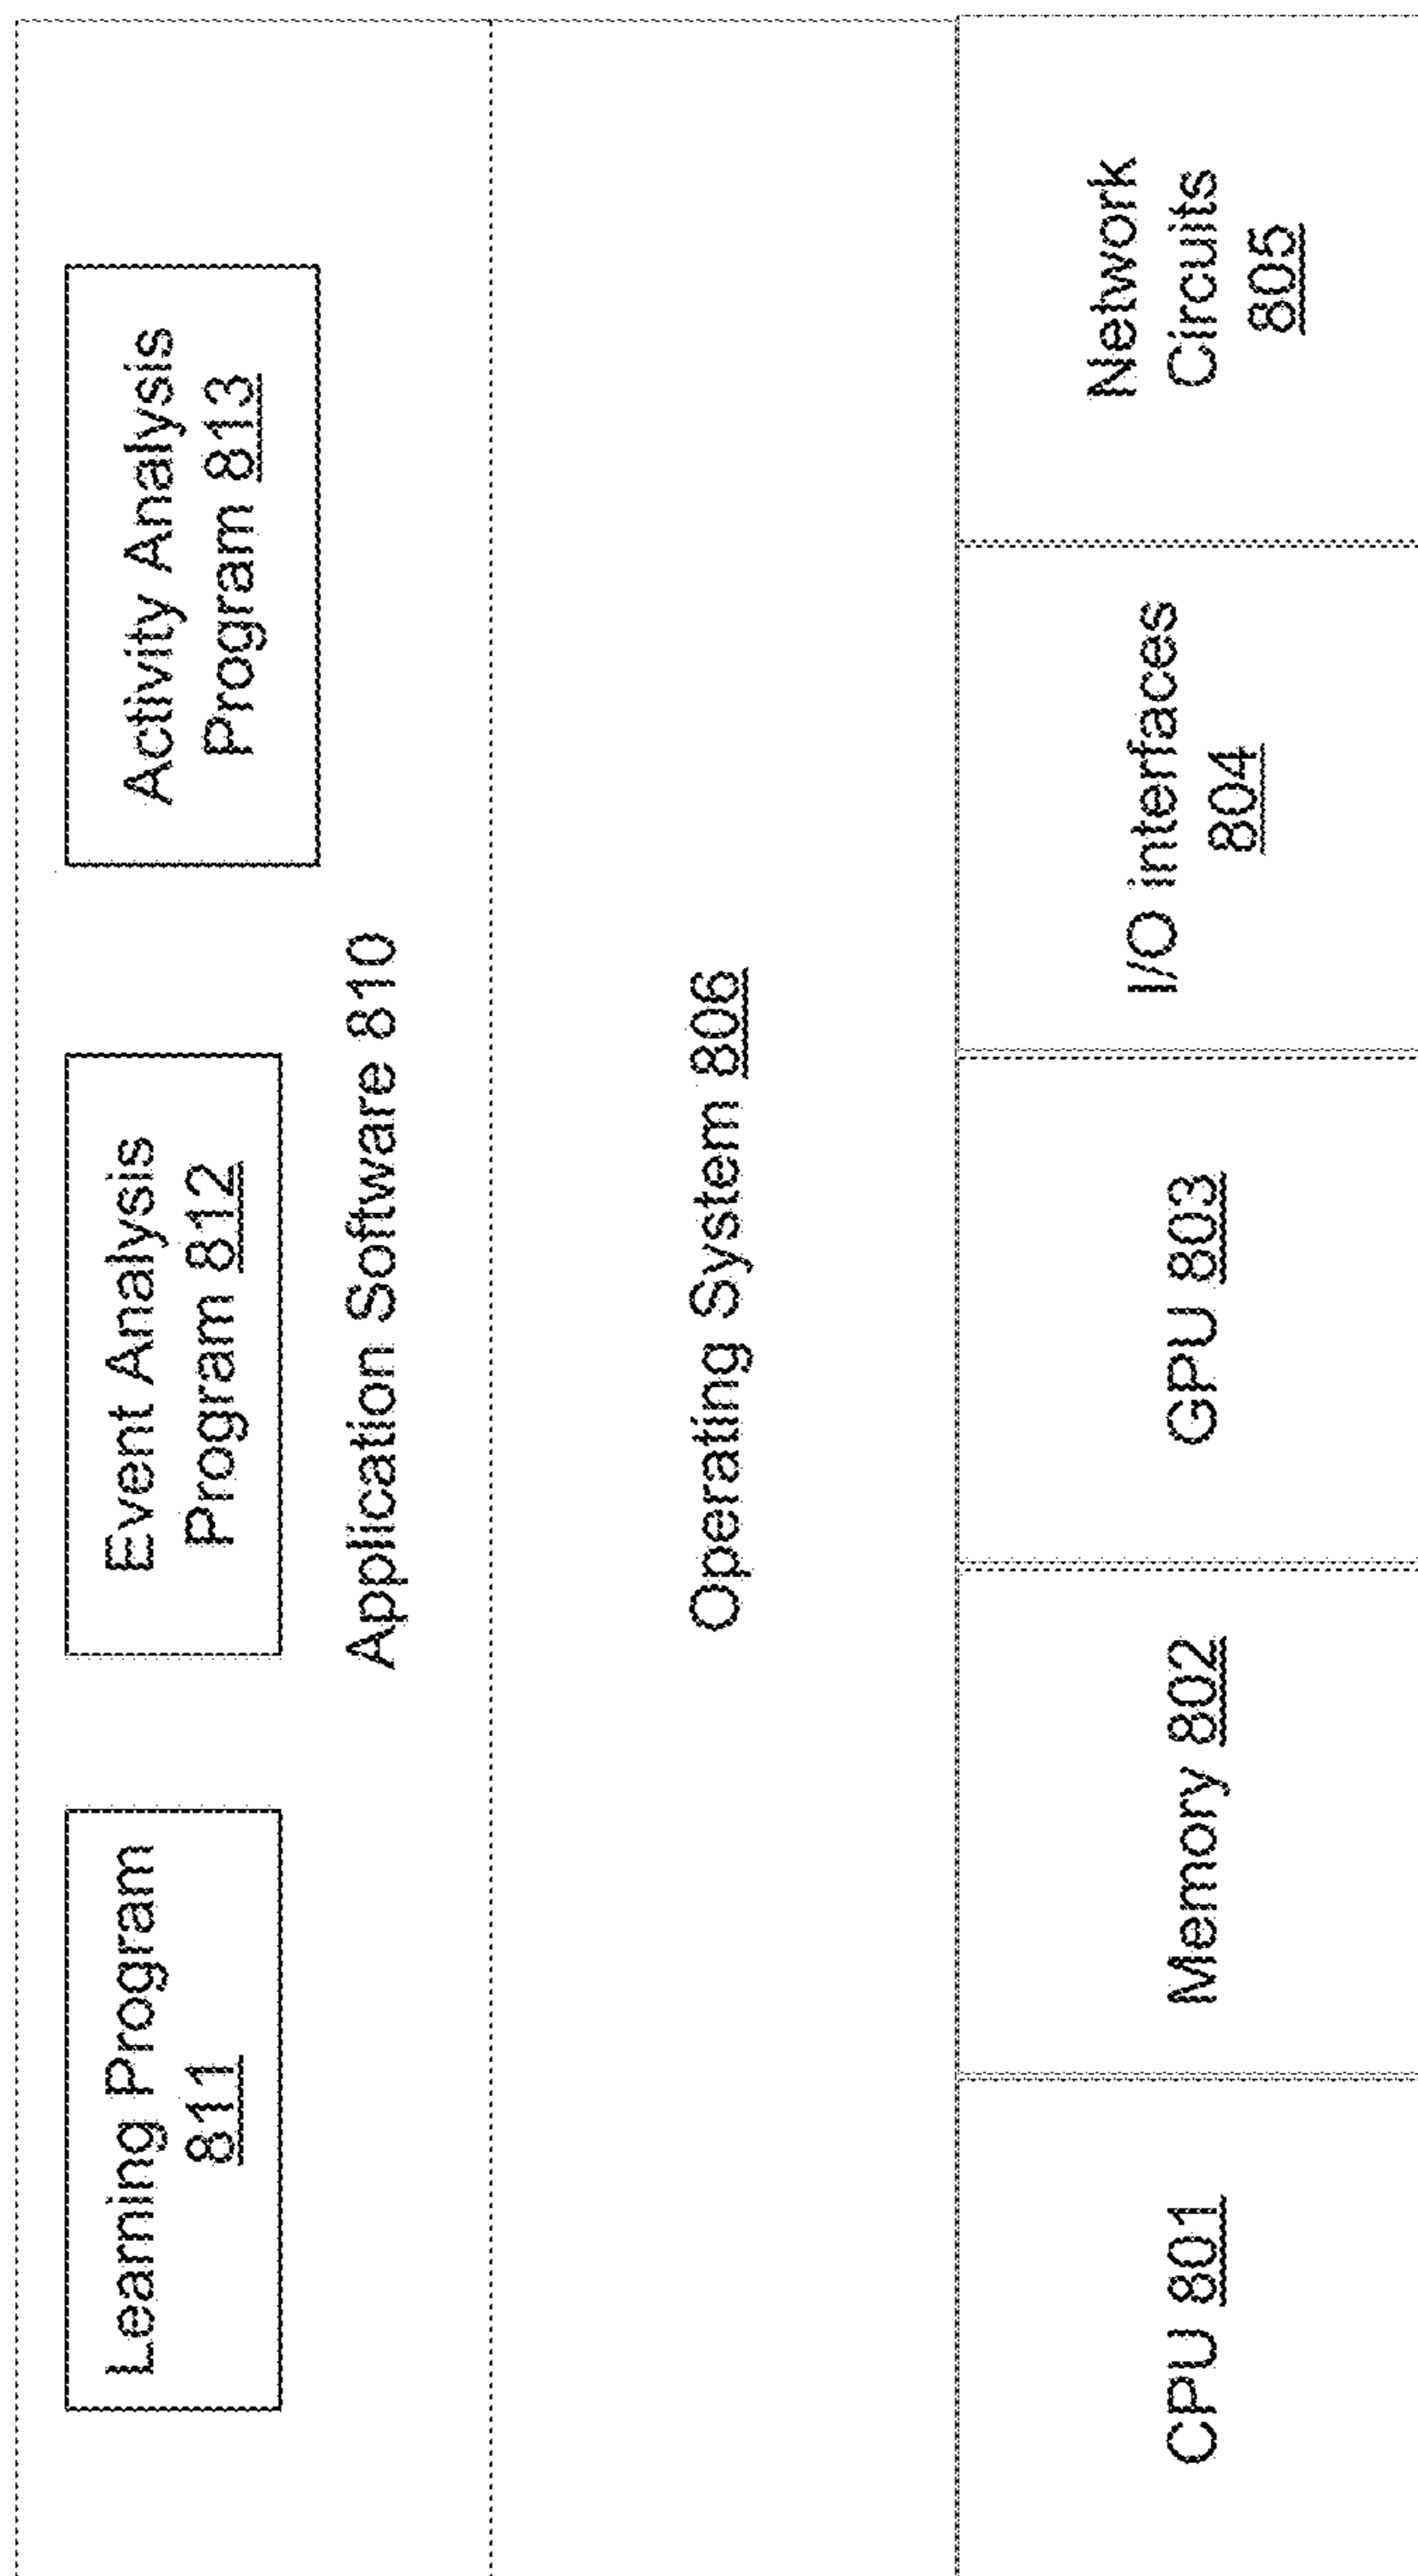 Learning Program
811
Event Analysis
Program 812
Activity Analysis
Program 813
Application Software 810
Operating System 806
CPU 801
Memory 802
GPU 803
I/O interfaces
804
Network
Circuits
805